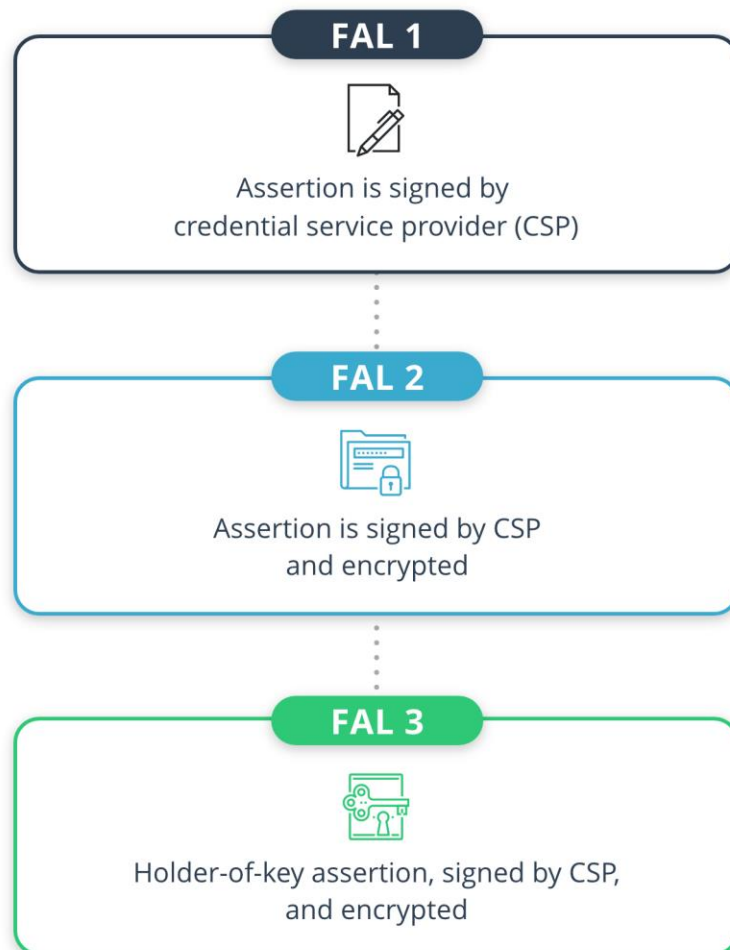 FAL 1
Assertion is signed by
credential service provider (CSP)
FAL 2
Assertion is signed by CSP
and encrypted
FAL 3
Holder-of-key assertion, signed by CSP,
and encrypted